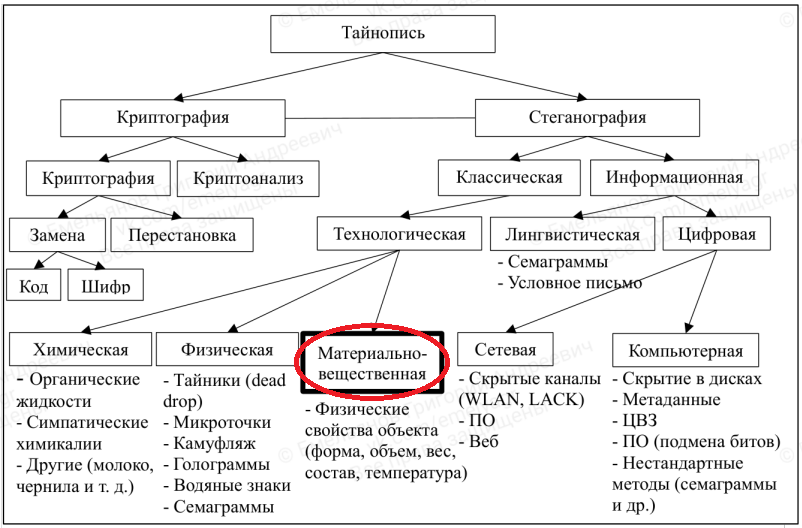 Тайнопись
Криптография
Стеганография
Криптография
Криптоанализ
Классическая
Информационная
Замена
Перестановка
Технологическая
Лингвистическая
Цифровая
- Семаграммы
- Условное письмо
Код
Шифр
Химическая
Физическая
Материально-
вещественная
Сетевая
Компьютерная
- Органические
жидкости
- Симпатические
химикалии
- Другие (молоко,
чернила и т. д.)
- Тайники (dead
drop)
- Микроточки
- Камуфляж
- Голограммы
- Водяные знаки
- Семаграммы
- Физические
свойства объекта
(форма, объем, вес,
состав, температура)
- Скрытые каналы
(WLAN, LACK)
- ПО
- Веб
- Скрытие в дисках
- Метаданные
- ЦВЗ
- ПО (подмена битов)
- Нестандартные
методы (семаграммы
и др.)